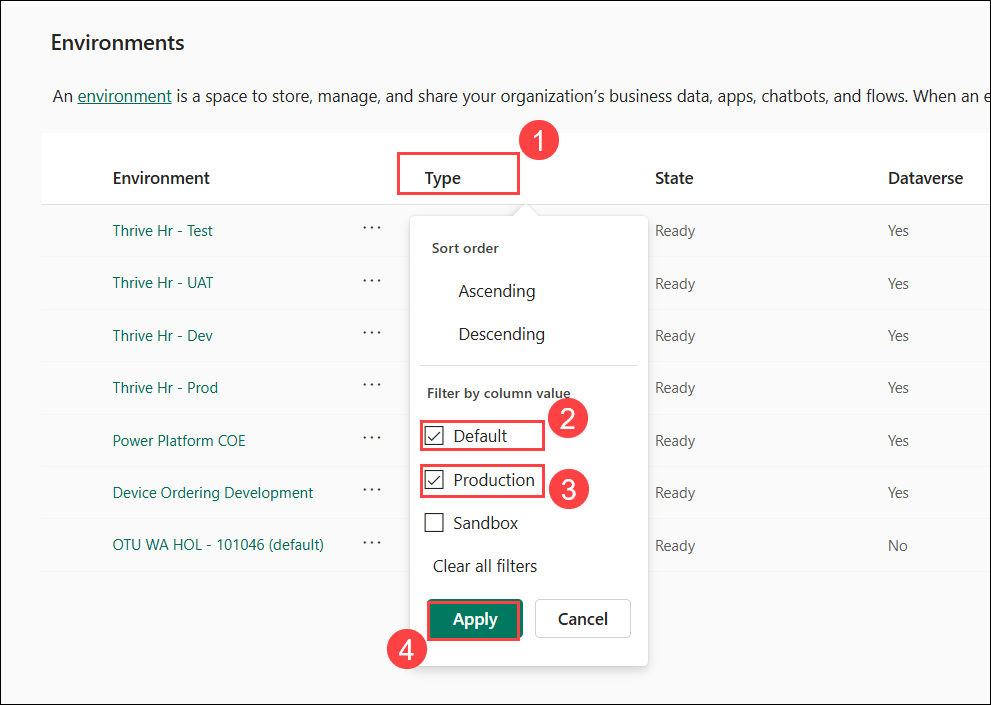 Environments
An environment is a space to store, manage, and share your organization’s business data, apps, chatbots, and flows. When an e
1
Environment Type State Dataverse
Thrive Hr - Test ... Ready Yes
Sort order
Thrive Hr - UAT ... Ascending Ready Yes
Thrive Hr - Dev ... Descending Ready Yes
Thrive Hr - Prod ... Filter by column value Ready Yes
2
Power Platform COE ... Default Ready Yes
Device Ordering Development ... Production 3 Ready Yes
Sandbox
OTU WA HOL - 101046 (default) ... Ready No
Clear all filters
Apply Cancel
4